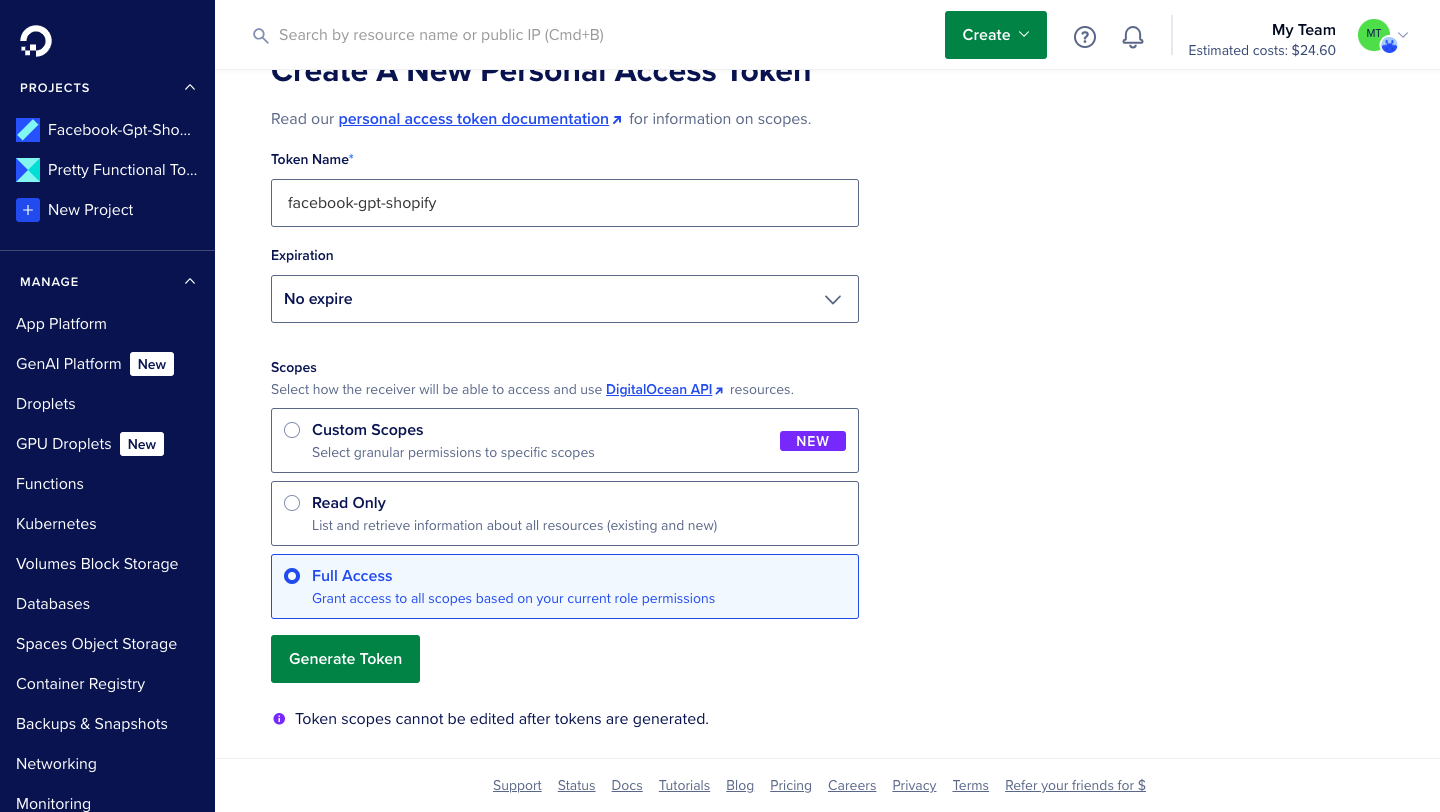 PROJECTS
Facebook-Gpt-Sho...
Pretty Functional To...
New Project
MANAGE
App Platform
GenAI Platform New
Droplets
GPU Droplets New
Functions
Kubernetes
Volumes Block Storage
Databases
Spaces Object Storage
Container Registry
Backups & Snapshots
Networking
Monitoring
Search by resource name or public IP (Cmd+B)
Create
My Team
Estimated costs: $24.60
MT
Create A New Personal Access Token
Read our personal access token documentation for information on scopes.
Token Name*
facebook-gpt-shopify
Expiration
No expire
Scopes
Select how the receiver will be able to access and use DigitalOcean API resources.
Custom Scopes
Select granular permissions to specific scopes
NEW
Read Only
List and retrieve information about all resources (existing and new)
Full Access
Grant access to all scopes based on your current role permissions
Generate Token
Token scopes cannot be edited after tokens are generated.
Support Status Docs Tutorials Blog Pricing Careers Privacy Terms Refer your friends for $